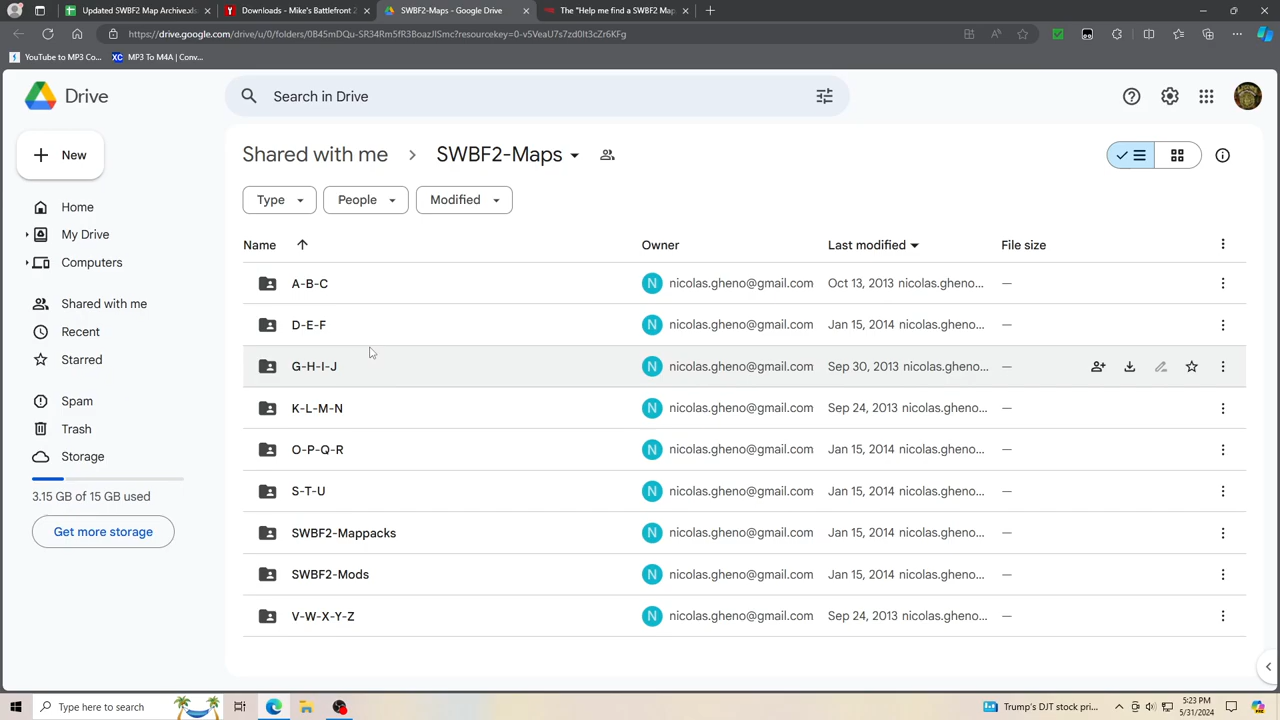 Updated SWBF2 Map Archive.xls
Downloads - Mike's Battlefront 2
SWBF2-Maps - Google Drive
The "Help me find a SWBF Map
https://drive.google.com/drive/u/0/folders/
YouTube to MP3 Co...
MP3 To M4A | Conv...
Drive
Search in Drive
New
Shared with me
SWBF2-Maps
Type
People
Modified
Home
My Drive
Computers
Shared with me
Recent
Starred
Spam
Trash
Storage
3.15 GB of 15 GB used
Get more storage
Name Owner Last modified File size
A-B-C N nicolas.gheno@gmail.com Oct 13, 2013 nicolas.gheno... —
D-E-F N nicolas.gheno@gmail.com Jan 15, 2014 nicolas.gheno... —
G-H-I-J N nicolas.gheno@gmail.com Sep 30, 2013 nicolas.gheno... —
K-L-M-N N nicolas.gheno@gmail.com Sep 24, 2013 nicolas.gheno... —
O-P-Q-R N nicolas.gheno@gmail.com Jan 15, 2014 nicolas.gheno... —
S-T-U N nicolas.gheno@gmail.com Jan 15, 2014 nicolas.gheno... —
SWBF2-Mappacks N nicolas.gheno@gmail.com Jan 15, 2014 nicolas.gheno... —
SWBF2-Mods N nicolas.gheno@gmail.com Jan 15, 2014 nicolas.gheno... —
V-W-X-Y-Z N nicolas.gheno@gmail.com Sep 24, 2013 nicolas.gheno... —
Type here to search
Trump's DJT stock pri...
5:23 PM
5/31/2024